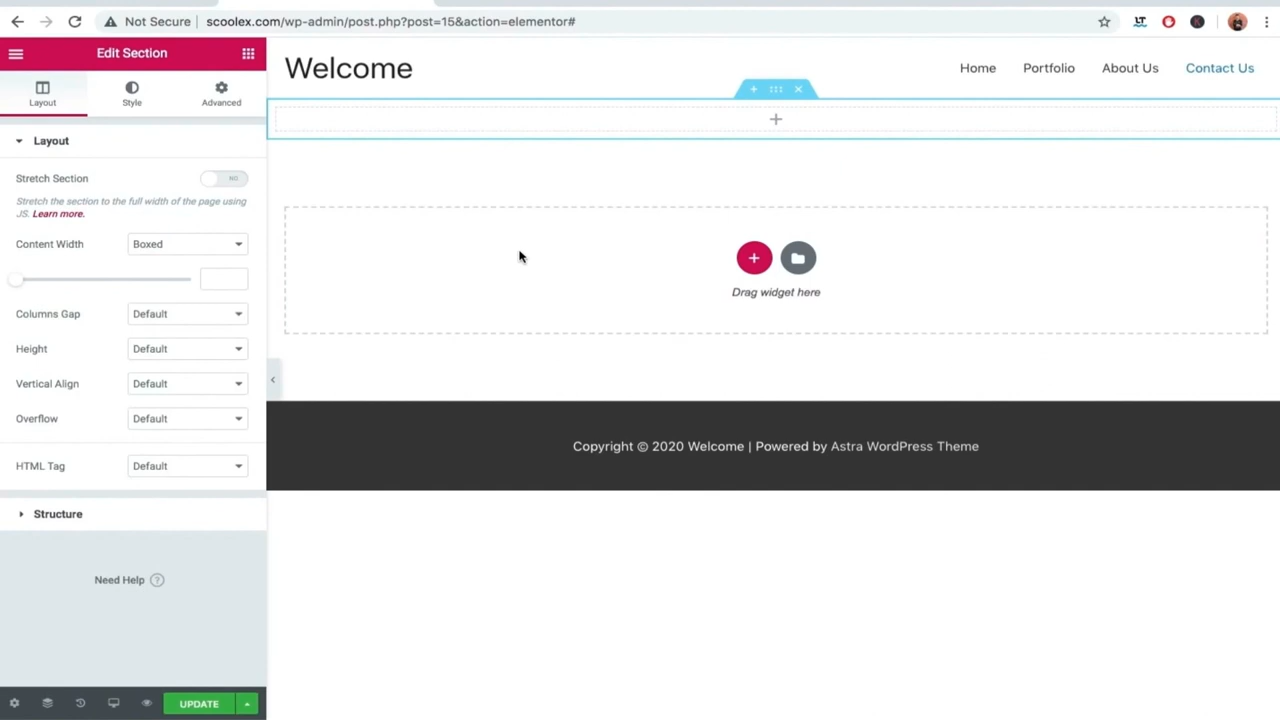 Not Secure | scoolex.com/wp-admin/post.php?post=15&action=elementor#
LT
K
Edit Section
Layout
Style
Advanced
Layout
Stretch Section
NO
Stretch the section to the full width of the page using
JS. Learn more.
Content Width
Boxed
Columns Gap
Default
Height
Default
Vertical Align
Default
Overflow
Default
HTML Tag
Default
Structure
Need Help ?
UPDATE
Welcome
Home
Portfolio
About Us
Contact Us
Drag widget here
Copyright © 2020 Welcome | Powered by Astra WordPress Theme